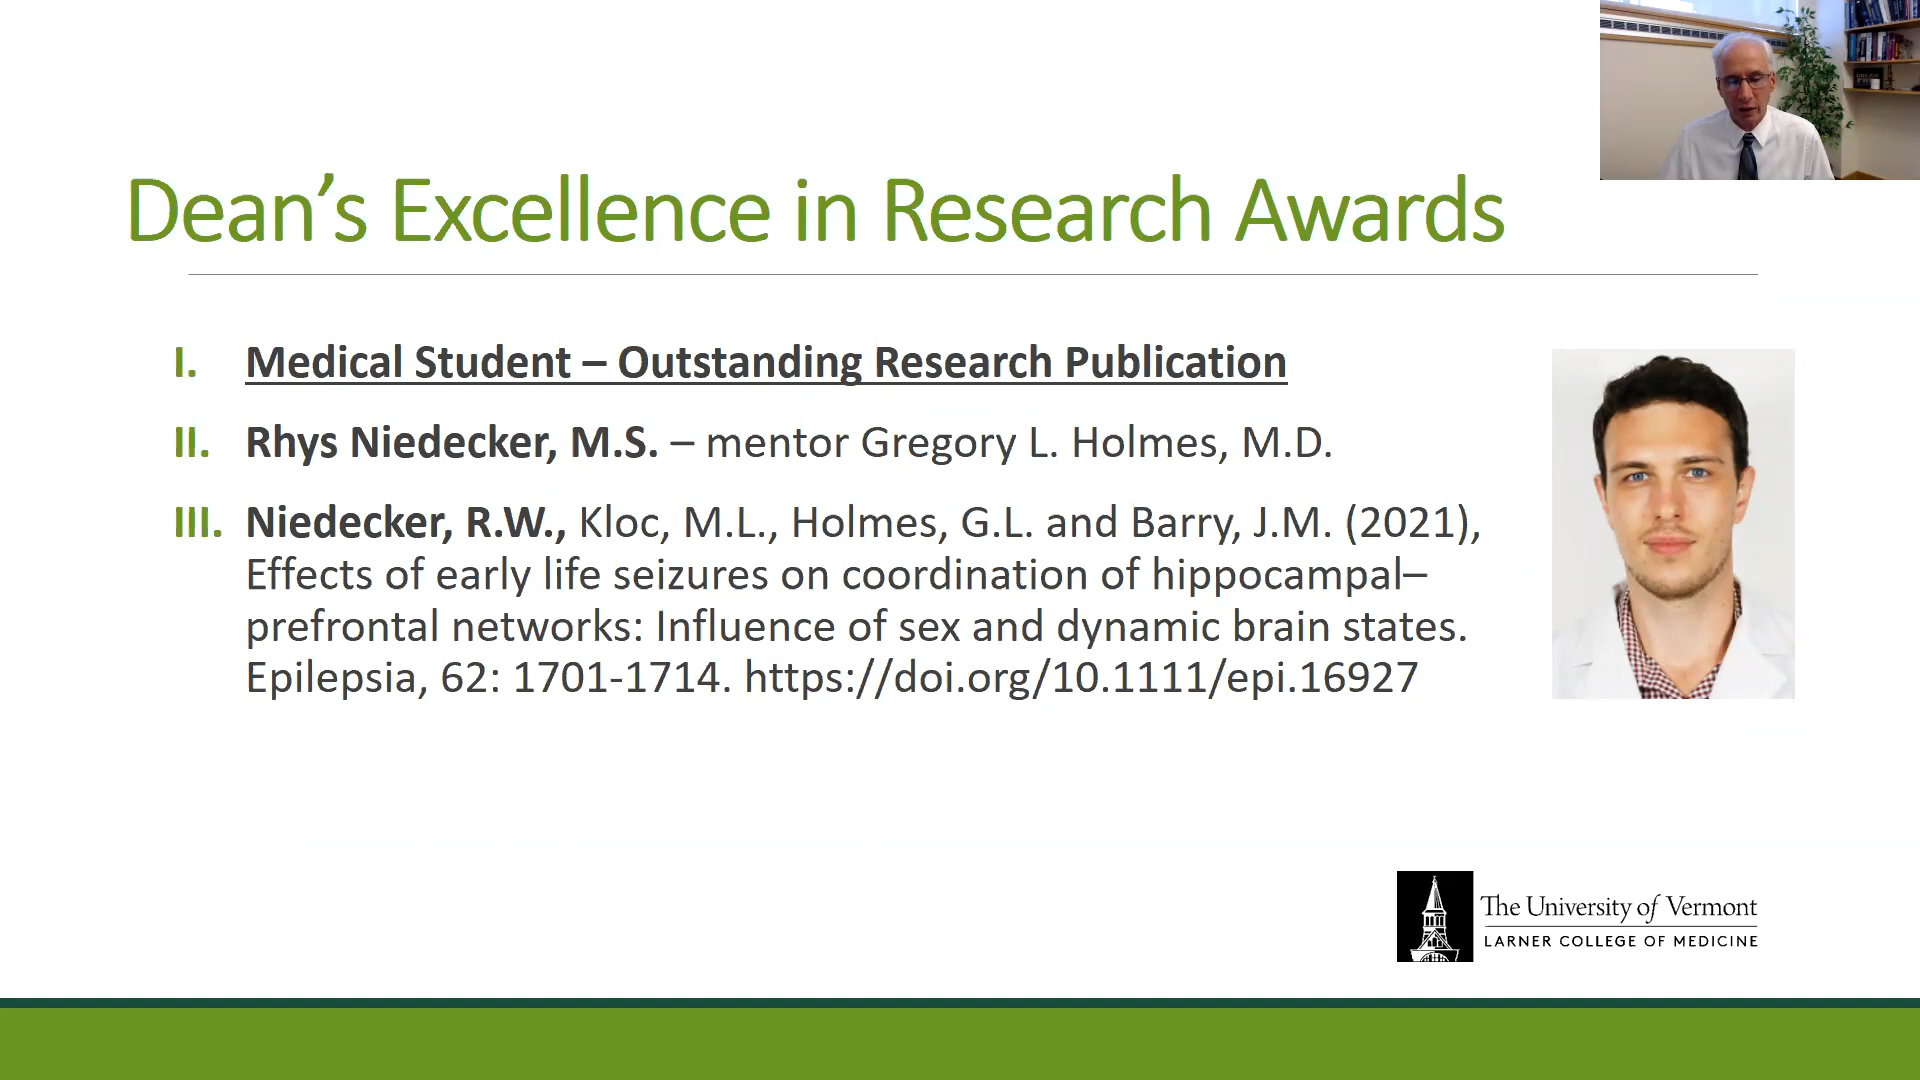 Dean’s Excellence in Research Awards
I. Medical Student – Outstanding Research Publication
II. Rhys Niedecker, M.S. – mentor Gregory L. Holmes, M.D.
III. Niedecker, R.W., Kloc, M.L., Holmes, G.L. and Barry, J.M. (2021),
Effects of early life seizures on coordination of hippocampal–
prefrontal networks: Influence of sex and dynamic brain states.
Epilepsia, 62: 1701-1714. https://doi.org/10.1111/epi.16927
The University of Vermont
LARNER COLLEGE OF MEDICINE